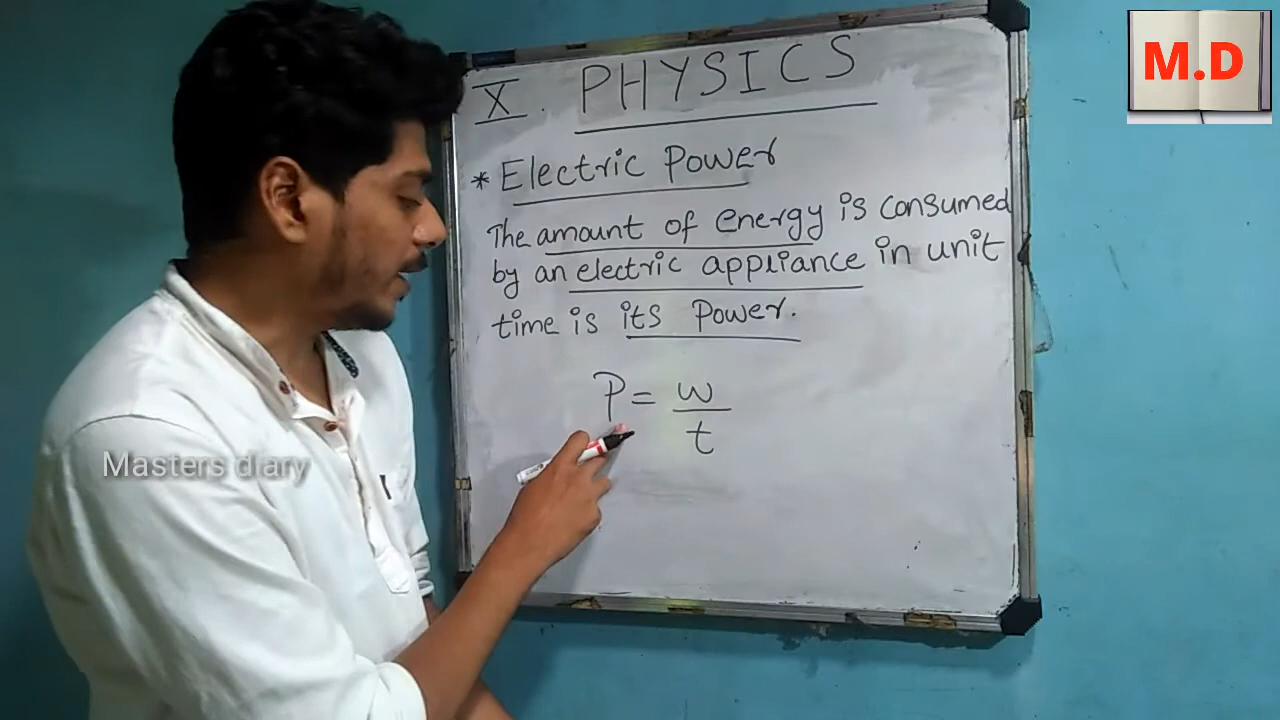 X. PHYSICS
* Electric Power
The amount of energy is consumed
by an electric appliance in unit
time is its Power.
P = w
t
M.D
Masters diary